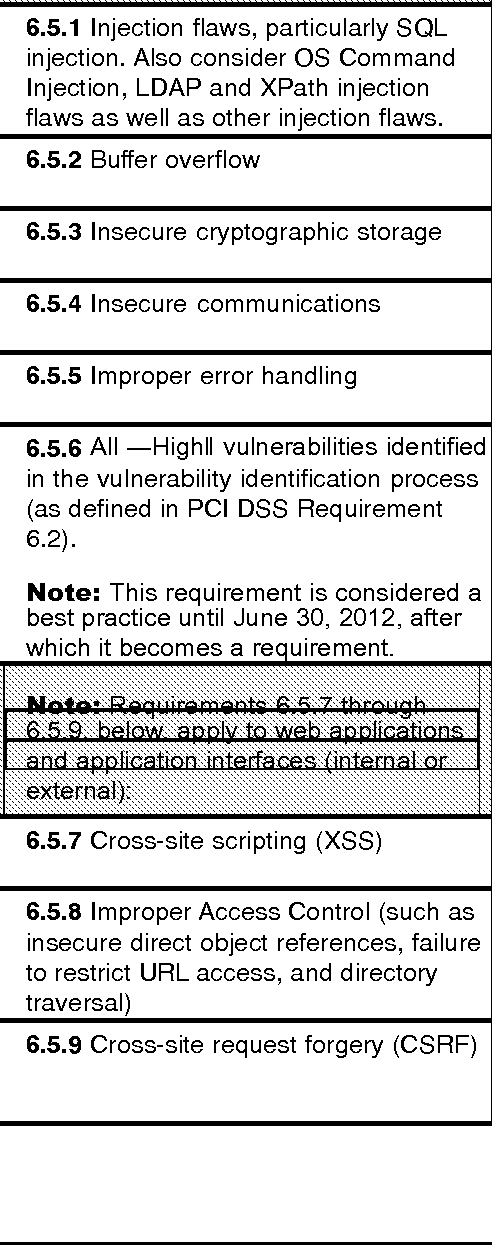 6.5.1 Injection flaws, particularly SQL
injection. Also consider OS Command
Injection, LDAP and XPath injection
flaws as well as other injection flaws.
6.5.2 Buffer overflow
6.5.3 Insecure cryptographic storage
6.5.4 Insecure communications
6.5.5 Improper error handling
6.5.6 All ―Highll vulnerabilities identified
in the vulnerability identification process
(as defined in PCI DSS Requirement
6.2).
Note: This requirement is considered a
best practice until June 30, 2012, after
which it becomes a requirement.
Note: Requirements 6.5.7 through
6.5.9, below, apply to web applications
and application interfaces (internal or
external):
6.5.7 Cross-site scripting (XSS)
6.5.8 Improper Access Control (such as
insecure direct object references, failure
to restrict URL access, and directory
traversal)
6.5.9 Cross-site request forgery (CSRF)